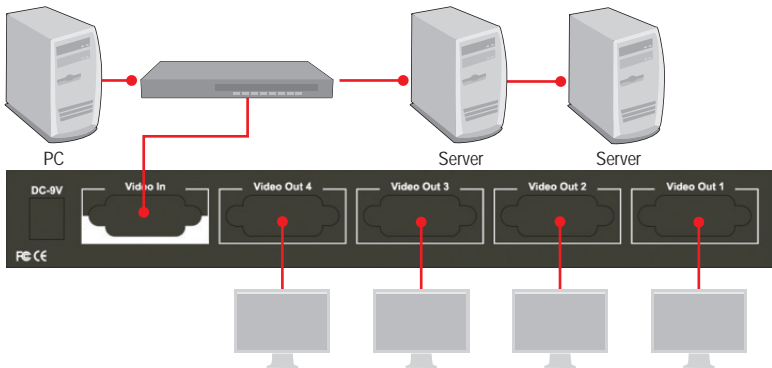 PC
Server
Server
DC-9V
Video In
Video Out 4
Video Out 3
Video Out 2
Video Out 1
FC CE